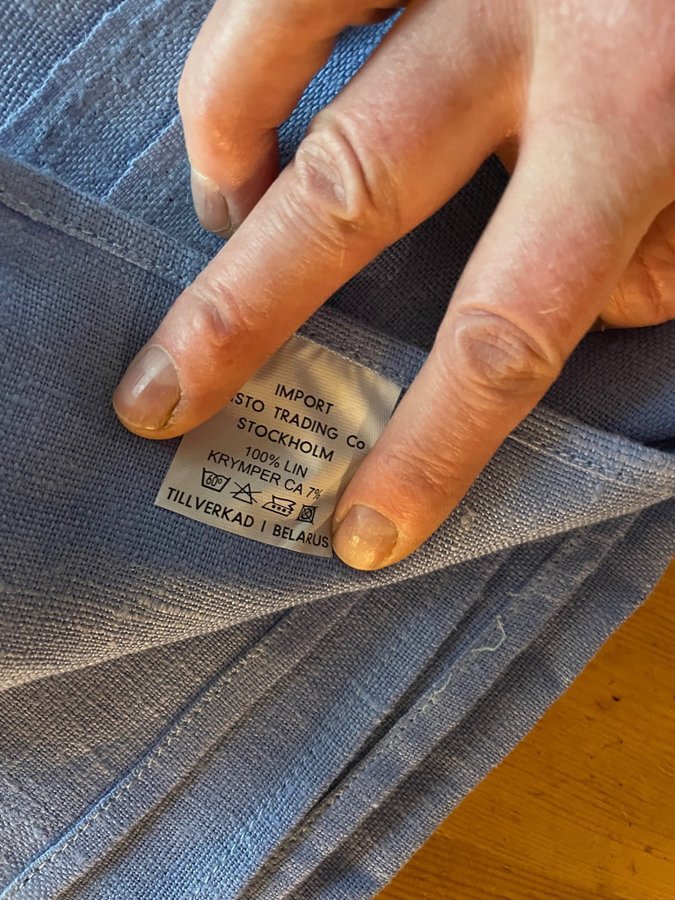 IMPORT
TRADING Co
STOCKHOLM
100% LIN
KRYMPER CA 7%
60°
TILLVERKAD I BELARUS